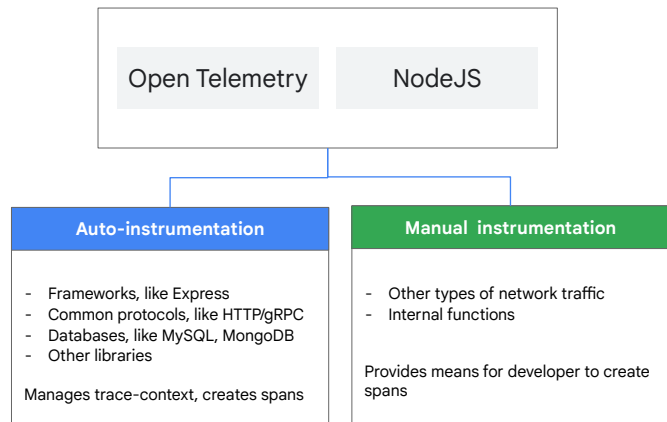 Open Telemetry
NodeJS
Auto-instrumentation
- Frameworks, like Express
- Common protocols, like HTTP/gRPC
- Databases, like MySQL, MongoDB
- Other libraries
Manages trace-context, creates spans
Manual instrumentation
- Other types of network traffic
- Internal functions
Provides means for developer to create
spans